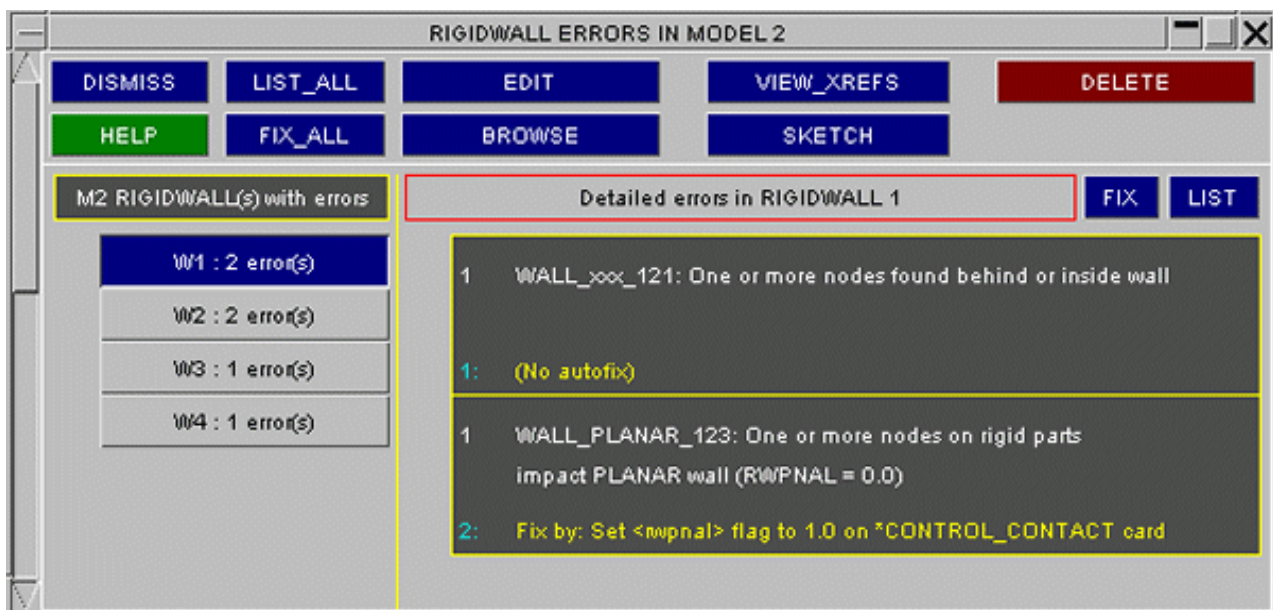 RIGIDWALL ERRORS IN MODEL 2
DISMISS LIST_ALL EDIT VIEW_XREFS DELETE
HELP FIX_ALL BROWSE SKETCH
M2 RIGIDWALL(s) with errors
Detailed errors in RIGIDWALL 1 FIX LIST
W1 : 2 error(s)
W2 : 2 error(s)
W3 : 1 error(s)
W4 : 1 error(s)
1 WALL_xxx_121: One or more nodes found behind or inside wall
1: (No autofix)
1 WALL_PLANAR_123: One or more nodes on rigid parts
impact PLANAR wall (RWPNAL = 0.0)
2: Fix by: Set <rwpnal> flag to 1.0 on *CONTROL_CONTACT card